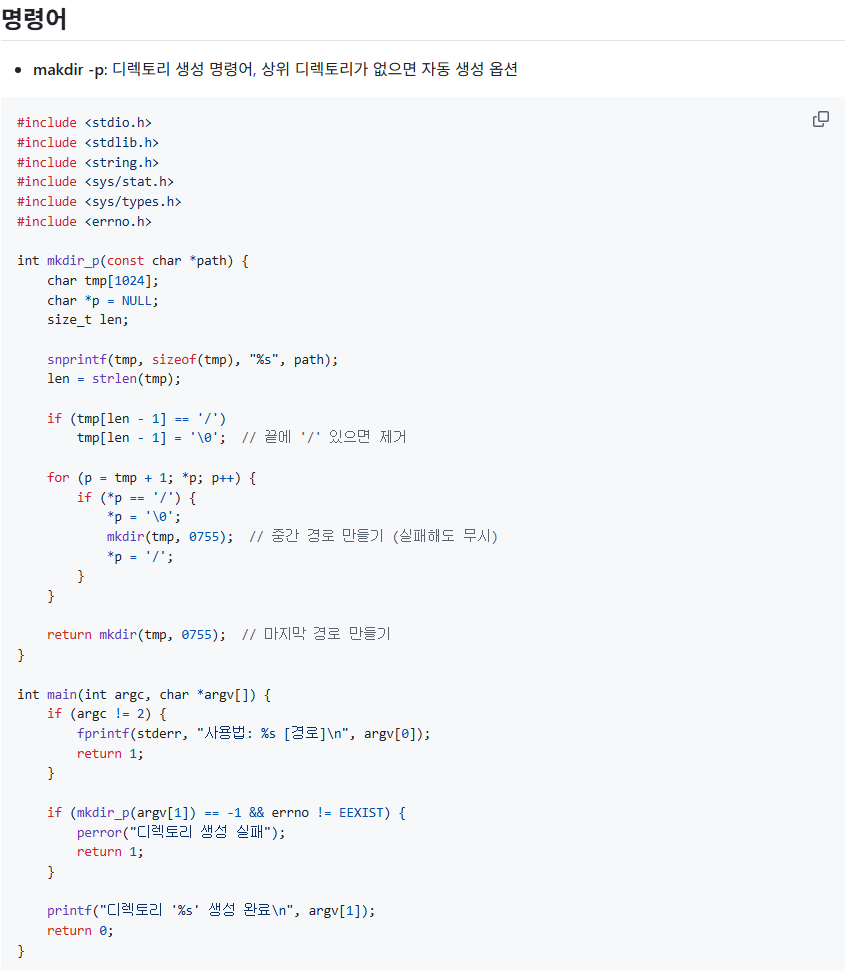 명령어
• makdir -p: 디렉토리 생성 명령어, 상위 디렉토리가 없으면 자동 생성 옵션
#include <stdio.h>
#include <stdlib.h>
#include <string.h>
#include <sys/stat.h>
#include <sys/types.h>
#include <errno.h>

int mkdir_p(const char *path) {
    char tmp[1024];
    char *p = NULL;
    size_t len;

    snprintf(tmp, sizeof(tmp), "%s", path);
    len = strlen(tmp);

    if (tmp[len - 1] == '/')
        tmp[len - 1] = '\0';  // 끝에 '/' 있으면 제거

    for (p = tmp + 1; *p; p++) {
        if (*p == '/') {
            *p = '\0';
            mkdir(tmp, 0755);  // 중간 경로 만들기 (실패해도 무시)
            *p = '/';
        }
    }

    return mkdir(tmp, 0755);  // 마지막 경로 만들기
}

int main(int argc, char *argv[]) {
    if (argc != 2) {
        fprintf(stderr, "사용법: %s [경로]\n", argv[0]);
        return 1;
    }

    if (mkdir_p(argv[1]) == -1 && errno != EEXIST) {
        perror("디렉토리 생성 실패");
        return 1;
    }

    printf("디렉토리 '%s' 생성 완료\n", argv[1]);
    return 0;
}